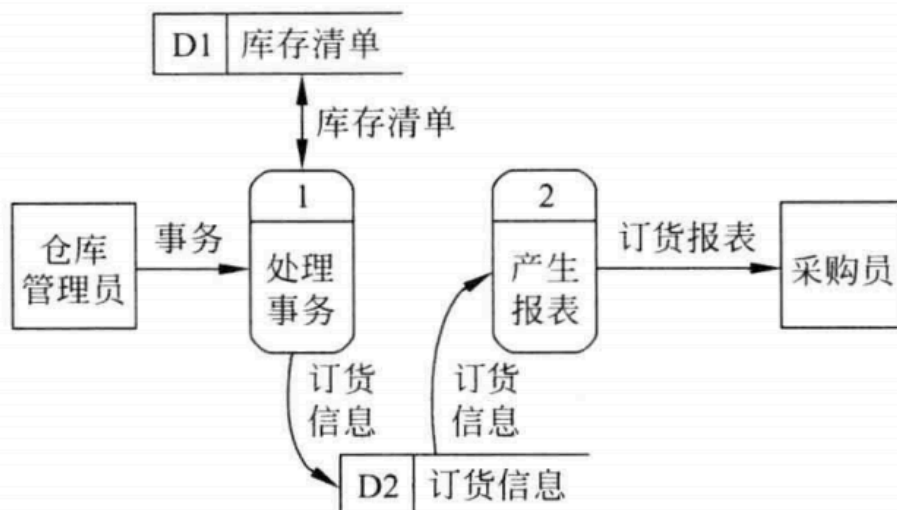 D1 库存清单
库存清单
1
2
仓库
管理员
事务
处理
事务
产生
报表
订货报表
采购员
订货
信息
订货
信息
D2 订货信息